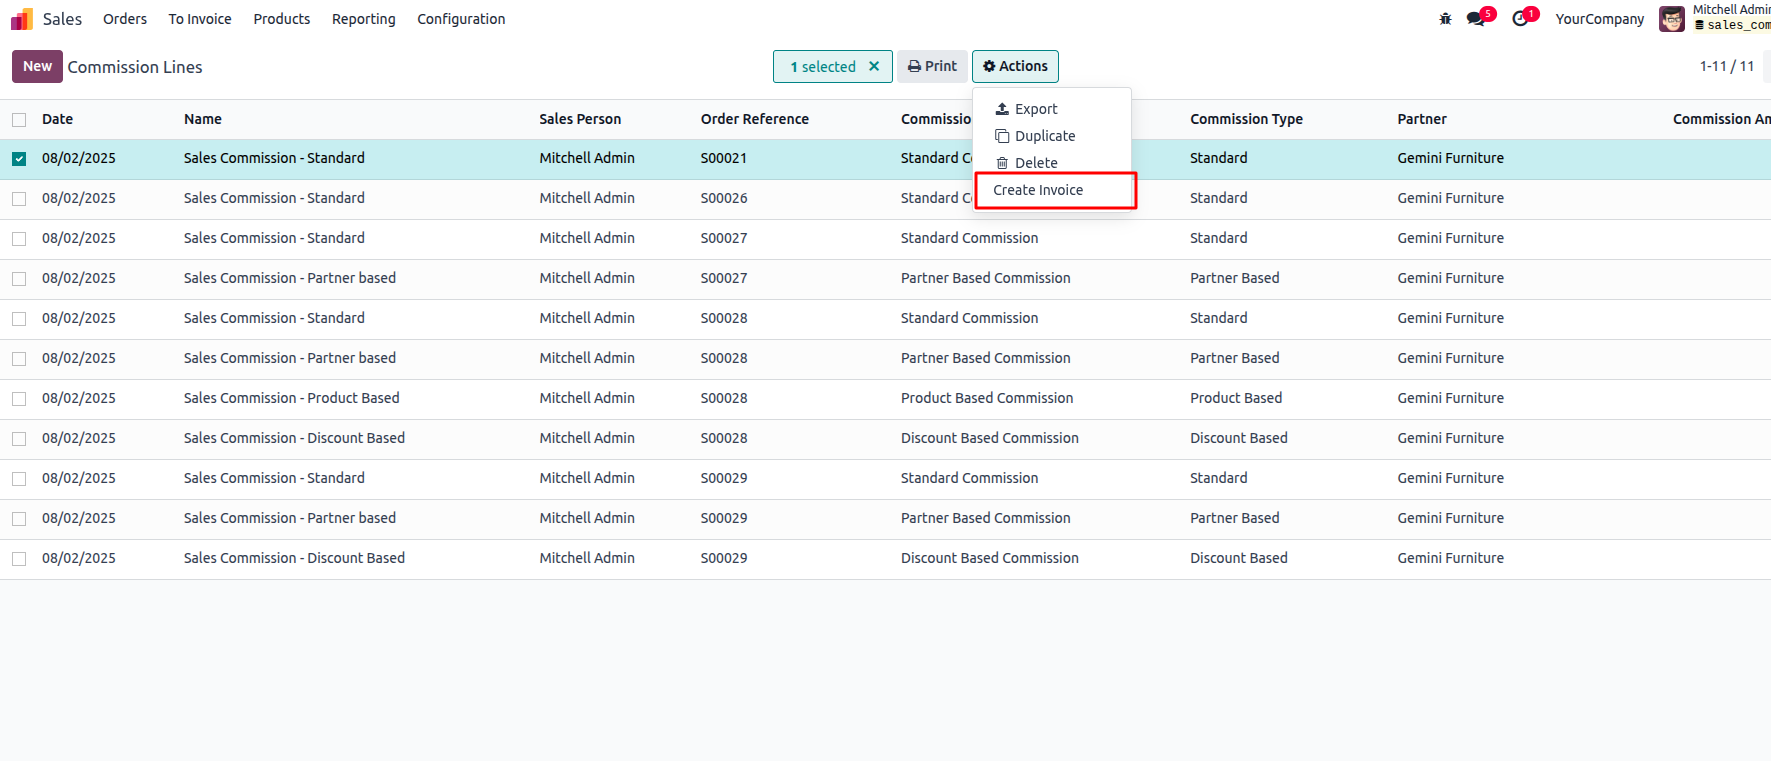 Sales Orders To Invoice Products Reporting Configuration 5 1 YourCompany Mitchell Admin
sales_com
New Commission Lines 1 selected × Print Actions 1-11 / 11
Export
Duplicate
Delete
Create Invoice
Date Name Sales Person Order Reference Commissio Commission Type Partner Commission Am
08/02/2025 Sales Commission - Standard Mitchell Admin S00021 Standard Co Standard Gemini Furniture
08/02/2025 Sales Commission - Standard Mitchell Admin S00026 Standard Co Standard Gemini Furniture
08/02/2025 Sales Commission - Standard Mitchell Admin S00027 Standard Commission Standard Gemini Furniture
08/02/2025 Sales Commission - Partner based Mitchell Admin S00027 Partner Based Commission Partner Based Gemini Furniture
08/02/2025 Sales Commission - Standard Mitchell Admin S00028 Standard Commission Standard Gemini Furniture
08/02/2025 Sales Commission - Partner based Mitchell Admin S00028 Partner Based Commission Partner Based Gemini Furniture
08/02/2025 Sales Commission - Product Based Mitchell Admin S00028 Product Based Commission Product Based Gemini Furniture
08/02/2025 Sales Commission - Discount Based Mitchell Admin S00028 Discount Based Commission Discount Based Gemini Furniture
08/02/2025 Sales Commission - Standard Mitchell Admin S00029 Standard Commission Standard Gemini Furniture
08/02/2025 Sales Commission - Partner based Mitchell Admin S00029 Partner Based Commission Partner Based Gemini Furniture
08/02/2025 Sales Commission - Discount Based Mitchell Admin S00029 Discount Based Commission Discount Based Gemini Furniture